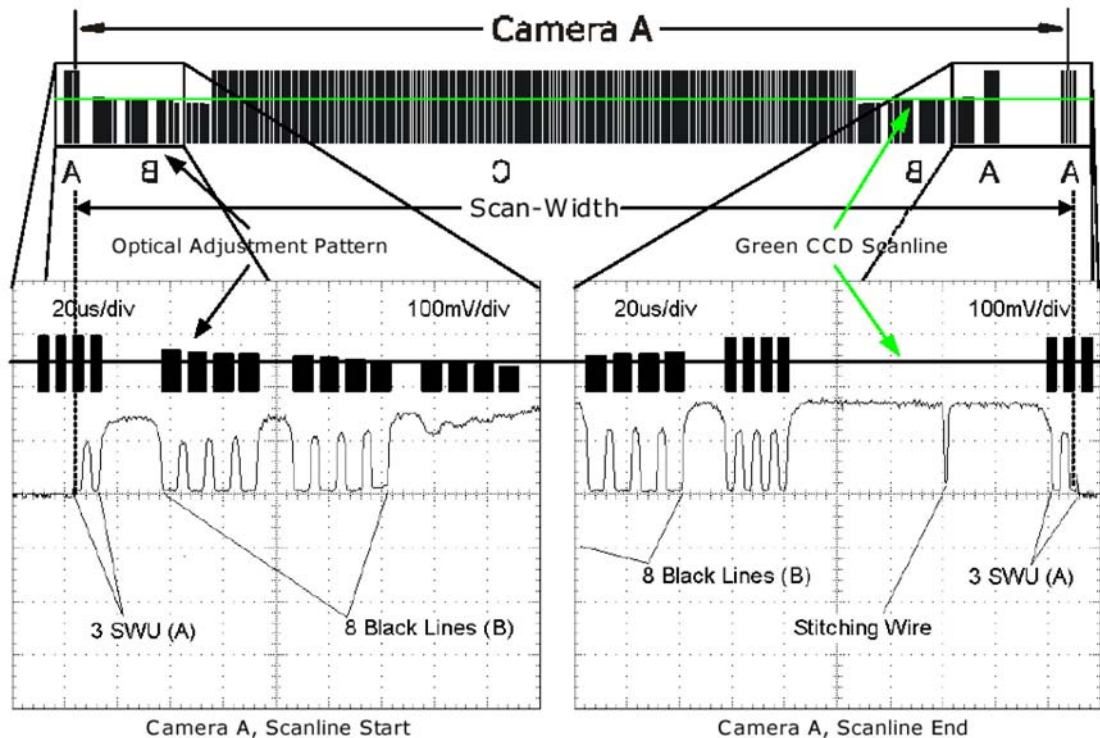 Camera A
A B C B A A
Scan-Width
Optical Adjustment Pattern
Green CCD Scanline
20us/div 100mV/div
20us/div 100mV/div
3 SWU (A)
8 Black Lines (B)
8 Black Lines (B)
Stitching Wire
3 SWU (A)
Camera A, Scanline Start
Camera A, Scanline End